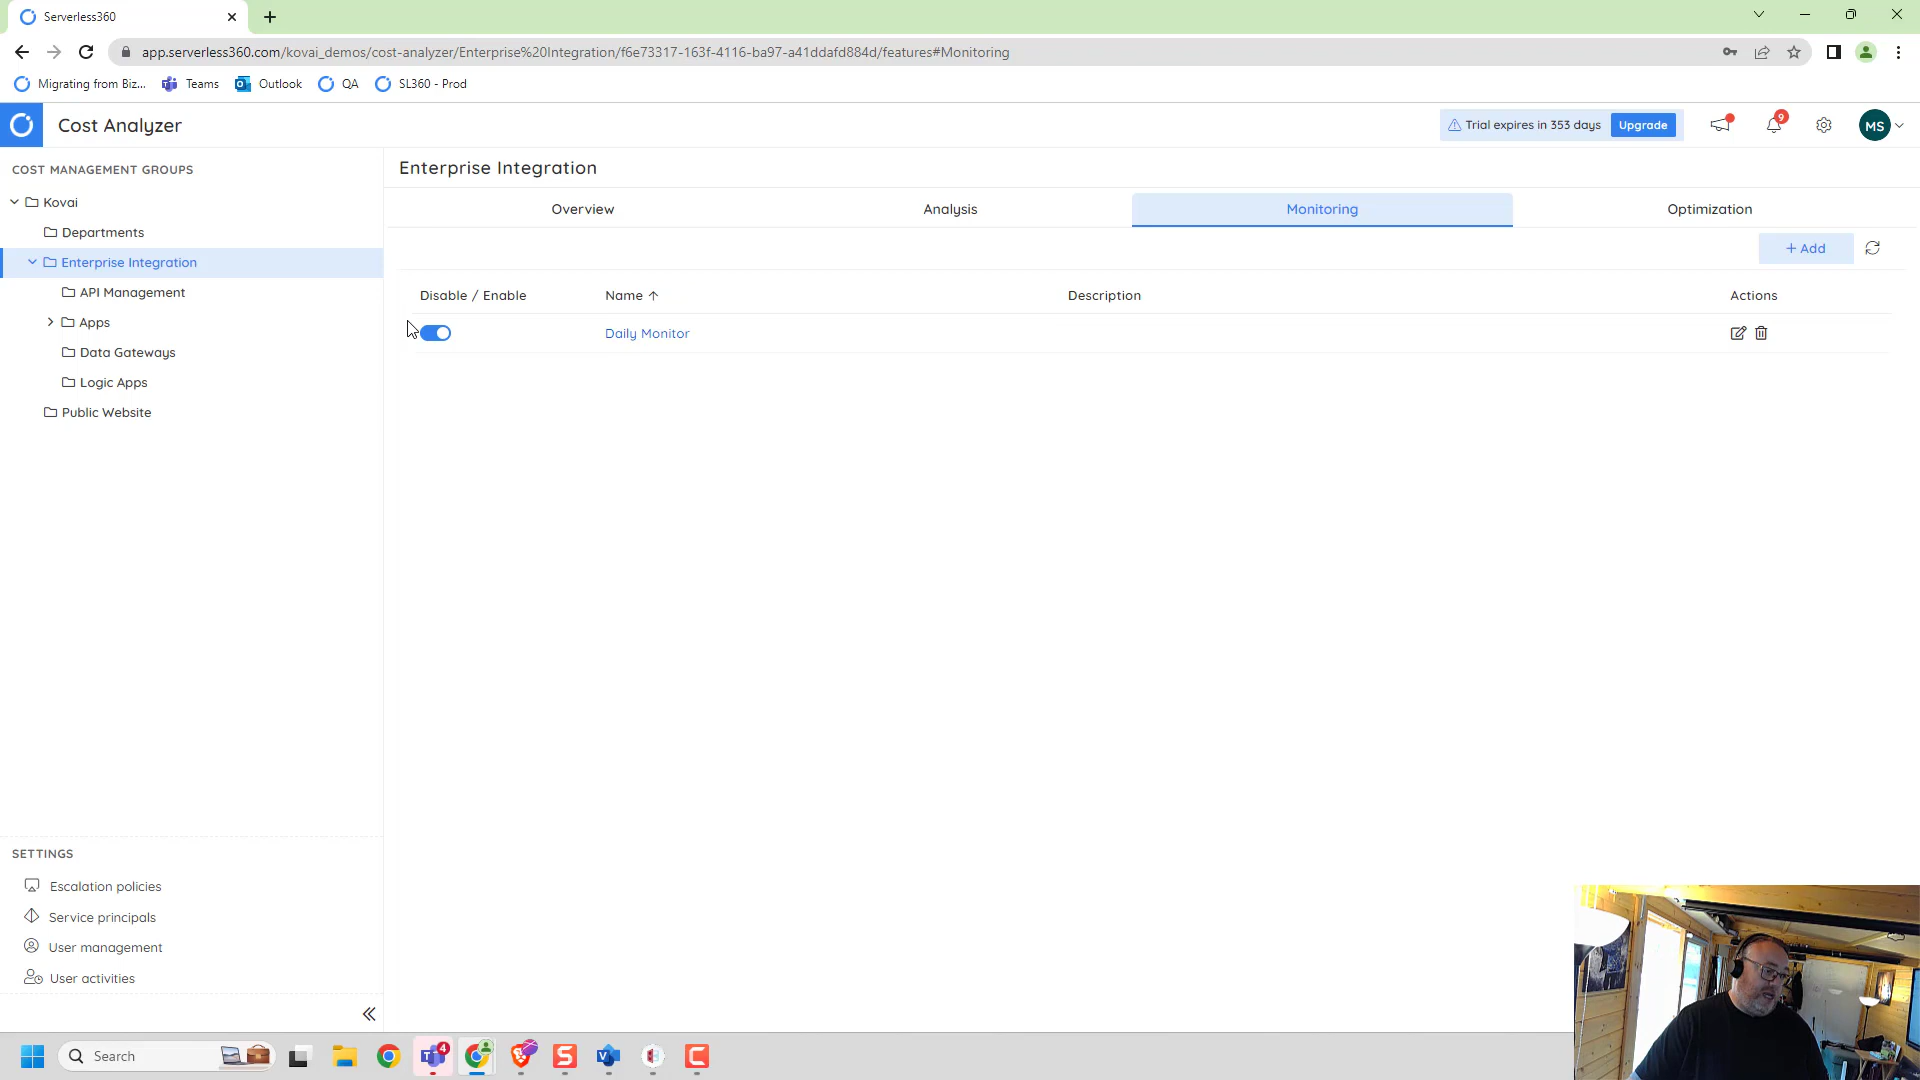 Serverless360
app.serverless360.com/kovai_demos/cost-analyzer/Enterprise%20Integration/f6e73317-163f-4116-ba97-a41ddafd884d/features#Monitoring
Migrating from Biz... Teams Outlook QA SL360 - Prod
Cost Analyzer
Trial expires in 353 days Upgrade 9 MS
COST MANAGEMENT GROUPS
Kovai
Departments
Enterprise Integration
API Management
Apps
Data Gateways
Logic Apps
Public Website
Enterprise Integration
Overview Analysis Monitoring Optimization
+ Add
Disable / Enable Name Description Actions
Daily Monitor
SETTINGS
Escalation policies
Service principals
User management
User activities
Search
4